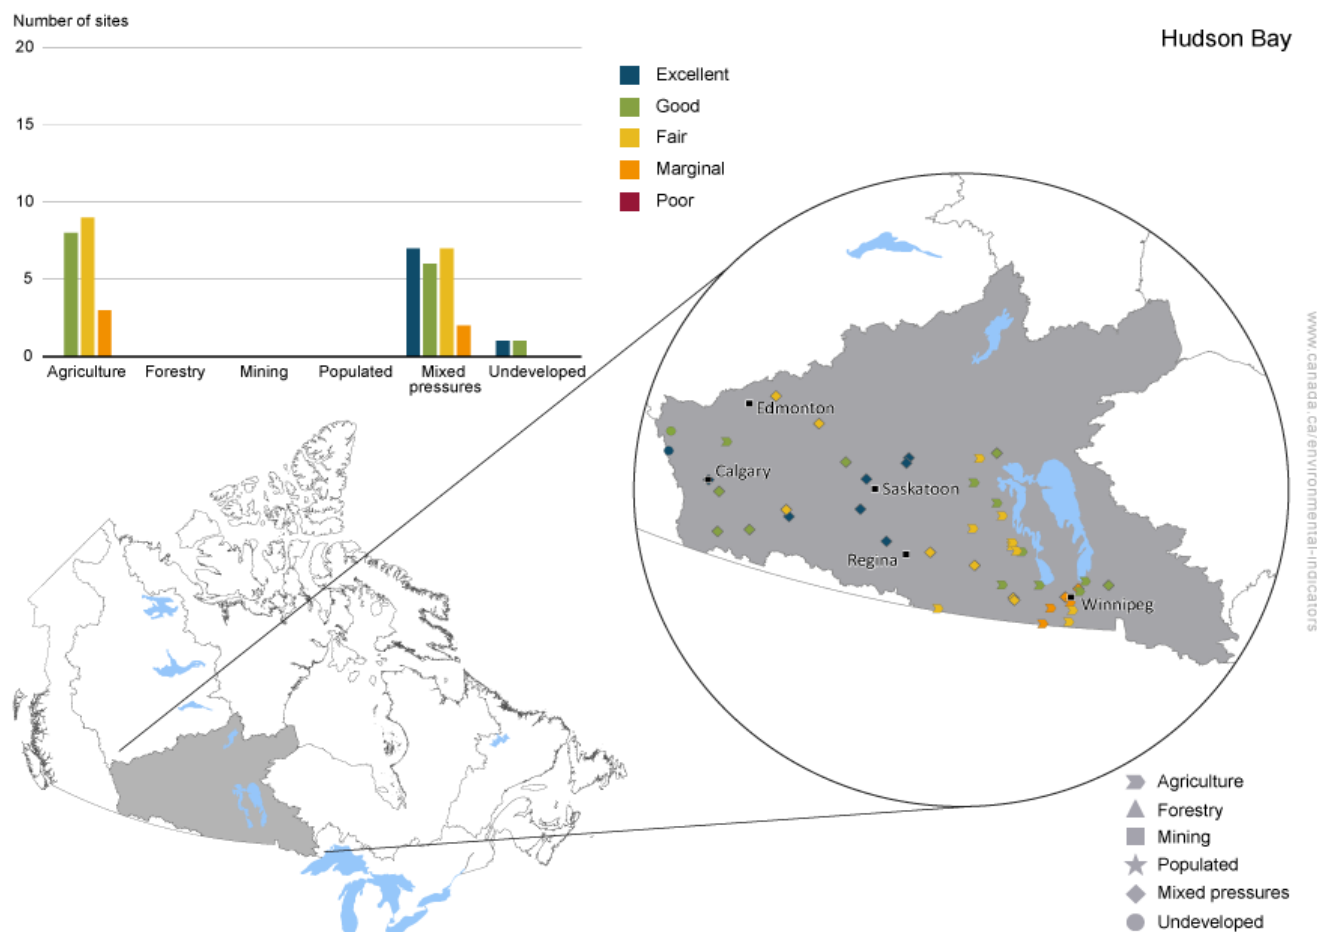 Number of sites
Hudson Bay
20
15
10
5
0
Agriculture
Forestry
Mining
Populated
Mixed
pressures
Undeveloped
Excellent
Good
Fair
Marginal
Poor
Edmonton
Calgary
Saskatoon
Regina
Winnipeg
www.canada.ca/environmental-indicators
Agriculture
Forestry
Mining
Populated
Mixed pressures
Undeveloped